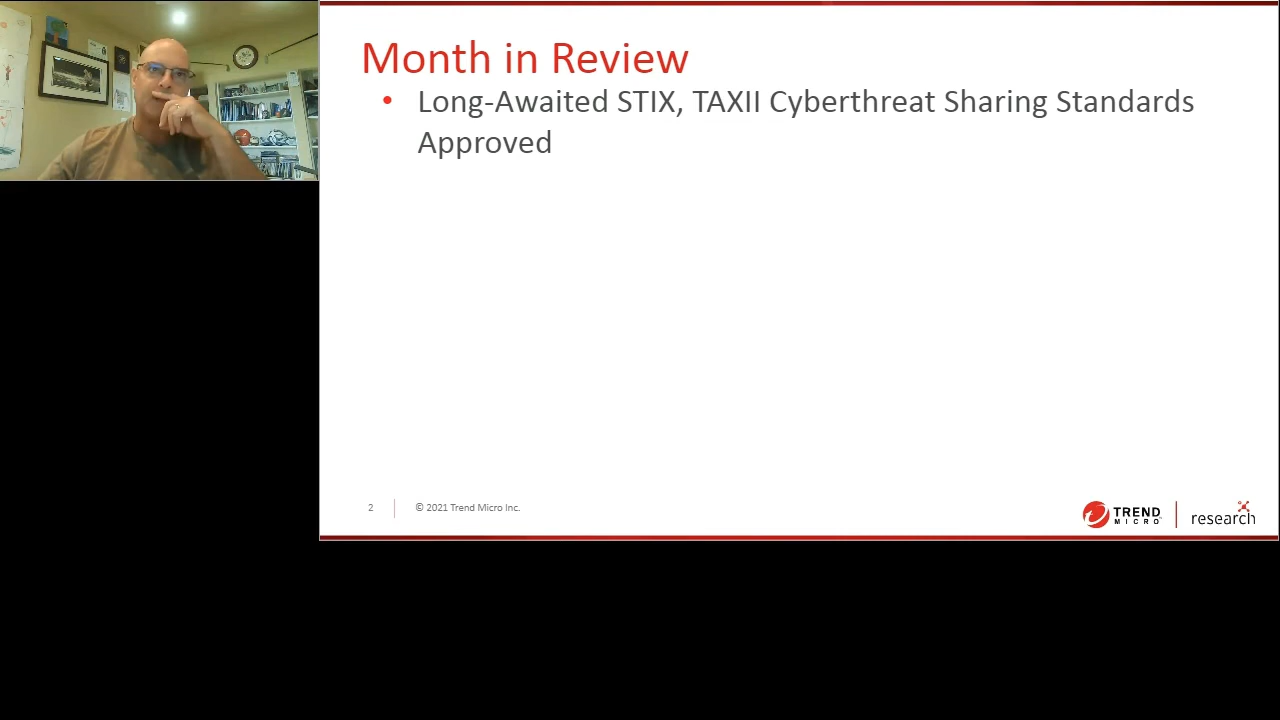 Month in Review
• Long-Awaited STIX, TAXII Cyberthreat Sharing Standards
Approved
2
© 2021 Trend Micro Inc.
TREND
MICRO
research